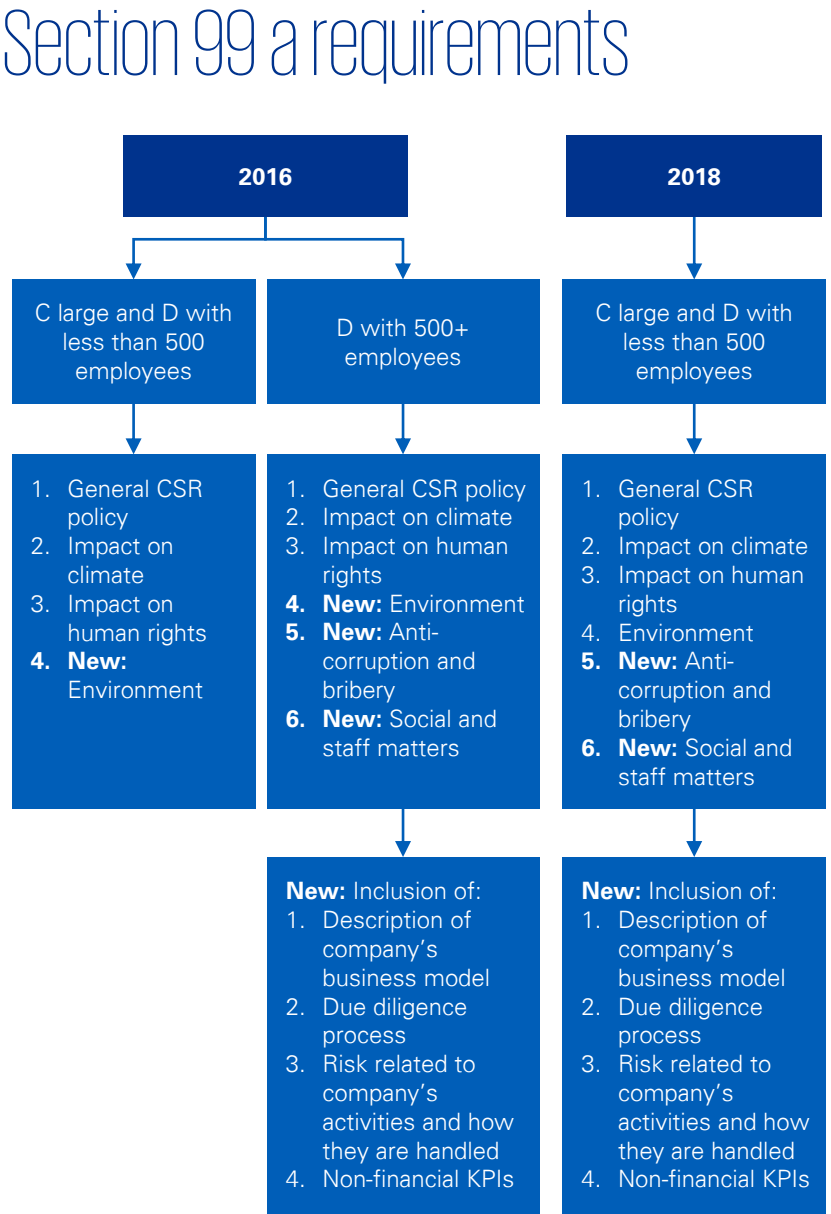 Section 99 a requirements
2016
2018
C large and D with
less than 500
employees
D with 500+
employees
C large and D with
less than 500
employees
1. General CSR
policy
2. Impact on
climate
3. Impact on
human rights
4. New:
Environment
1. General CSR policy
2. Impact on climate
3. Impact on human
rights
4. New: Environment
5. New: Anti-
corruption and
bribery
6. New: Social and
staff matters
1. General CSR
policy
2. Impact on climate
3. Impact on human
rights
4. Environment
5. New: Anti-
corruption and
bribery
6. New: Social and
staff matters
New: Inclusion of:
1. Description of
company’s
business model
2. Due diligence
process
3. Risk related to
company’s
activities and how
they are handled
4. Non-financial KPIs
New: Inclusion of:
1. Description of
company’s
business model
2. Due diligence
process
3. Risk related to
company’s
activities and how
they are handled
4. Non-financial KPIs